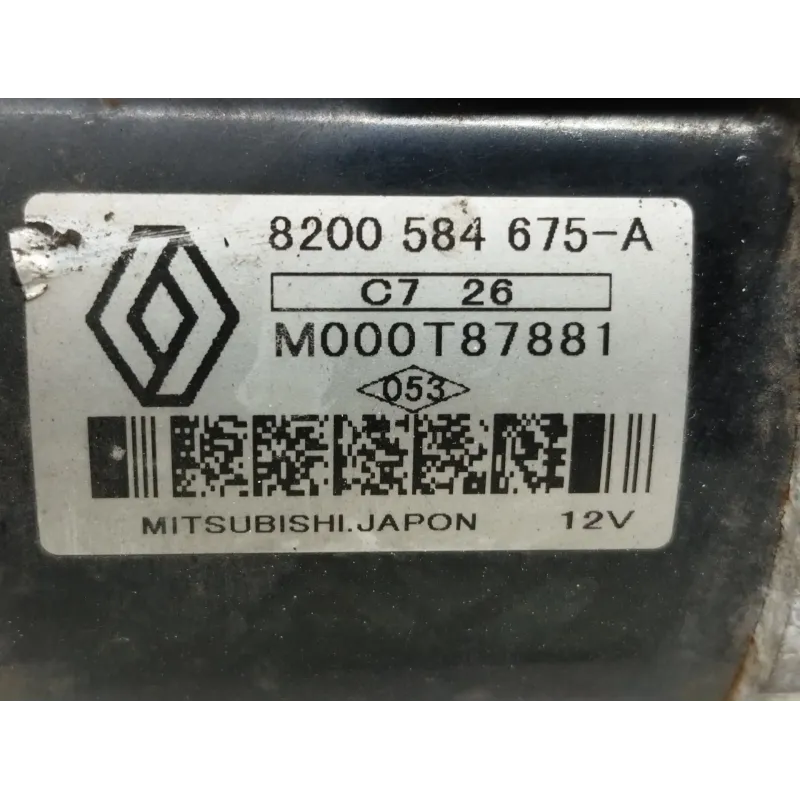 8200 584 675-A
C7 26
M000T87881
053
MITSUBISHI.JAPON 12V